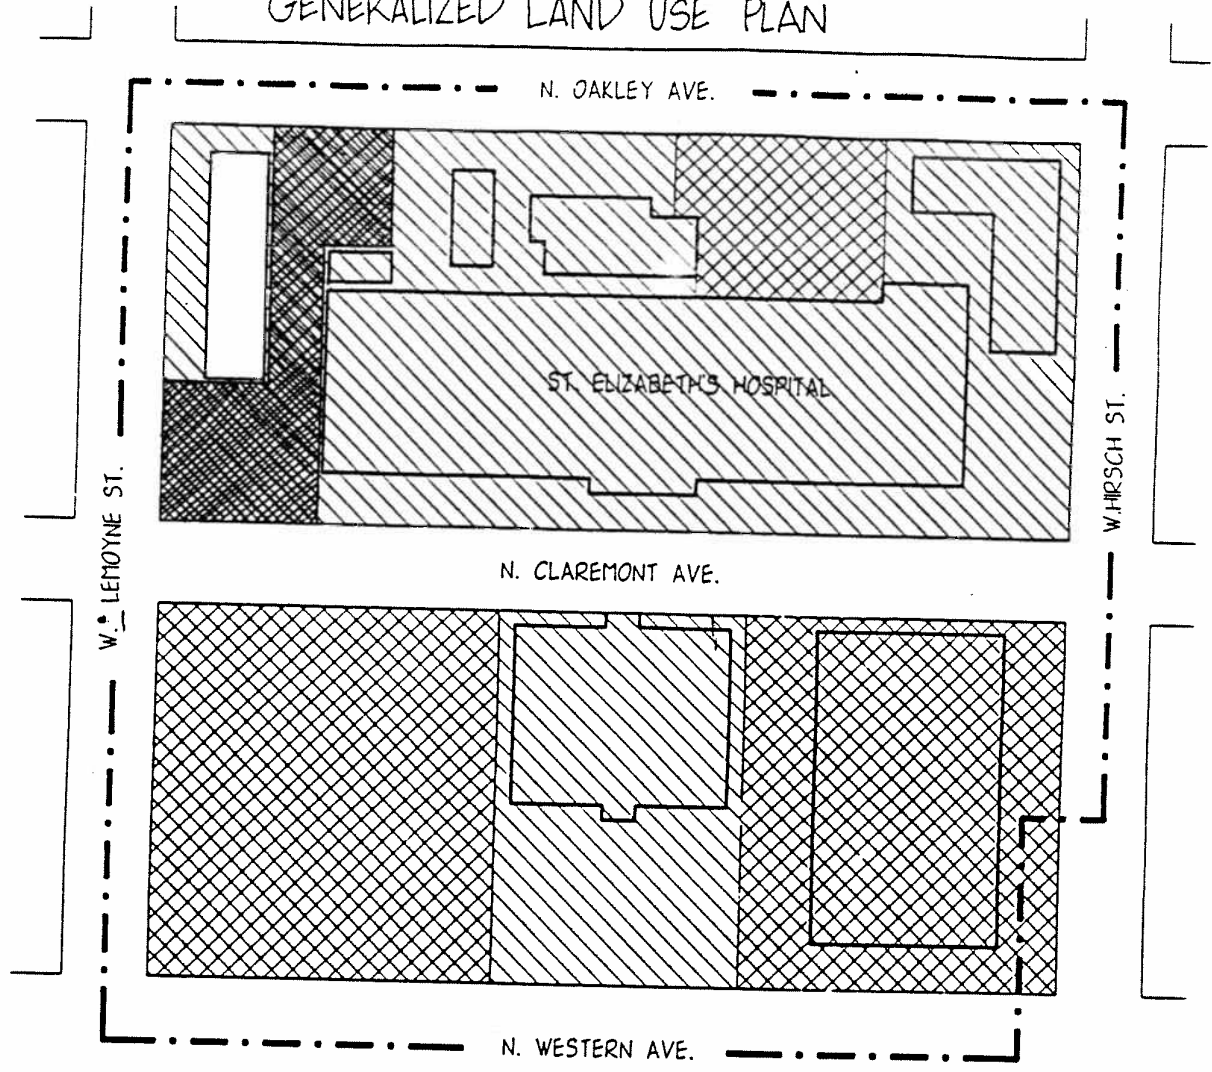 GENERALIZED LAND USE PLAN
N. OAKLEY AVE.
ST. ELIZABETH'S HOSPITAL
W. LEMOYNE ST.
W. HIRSCH ST.
N. CLAREMONT AVE.
N. WESTERN AVE.